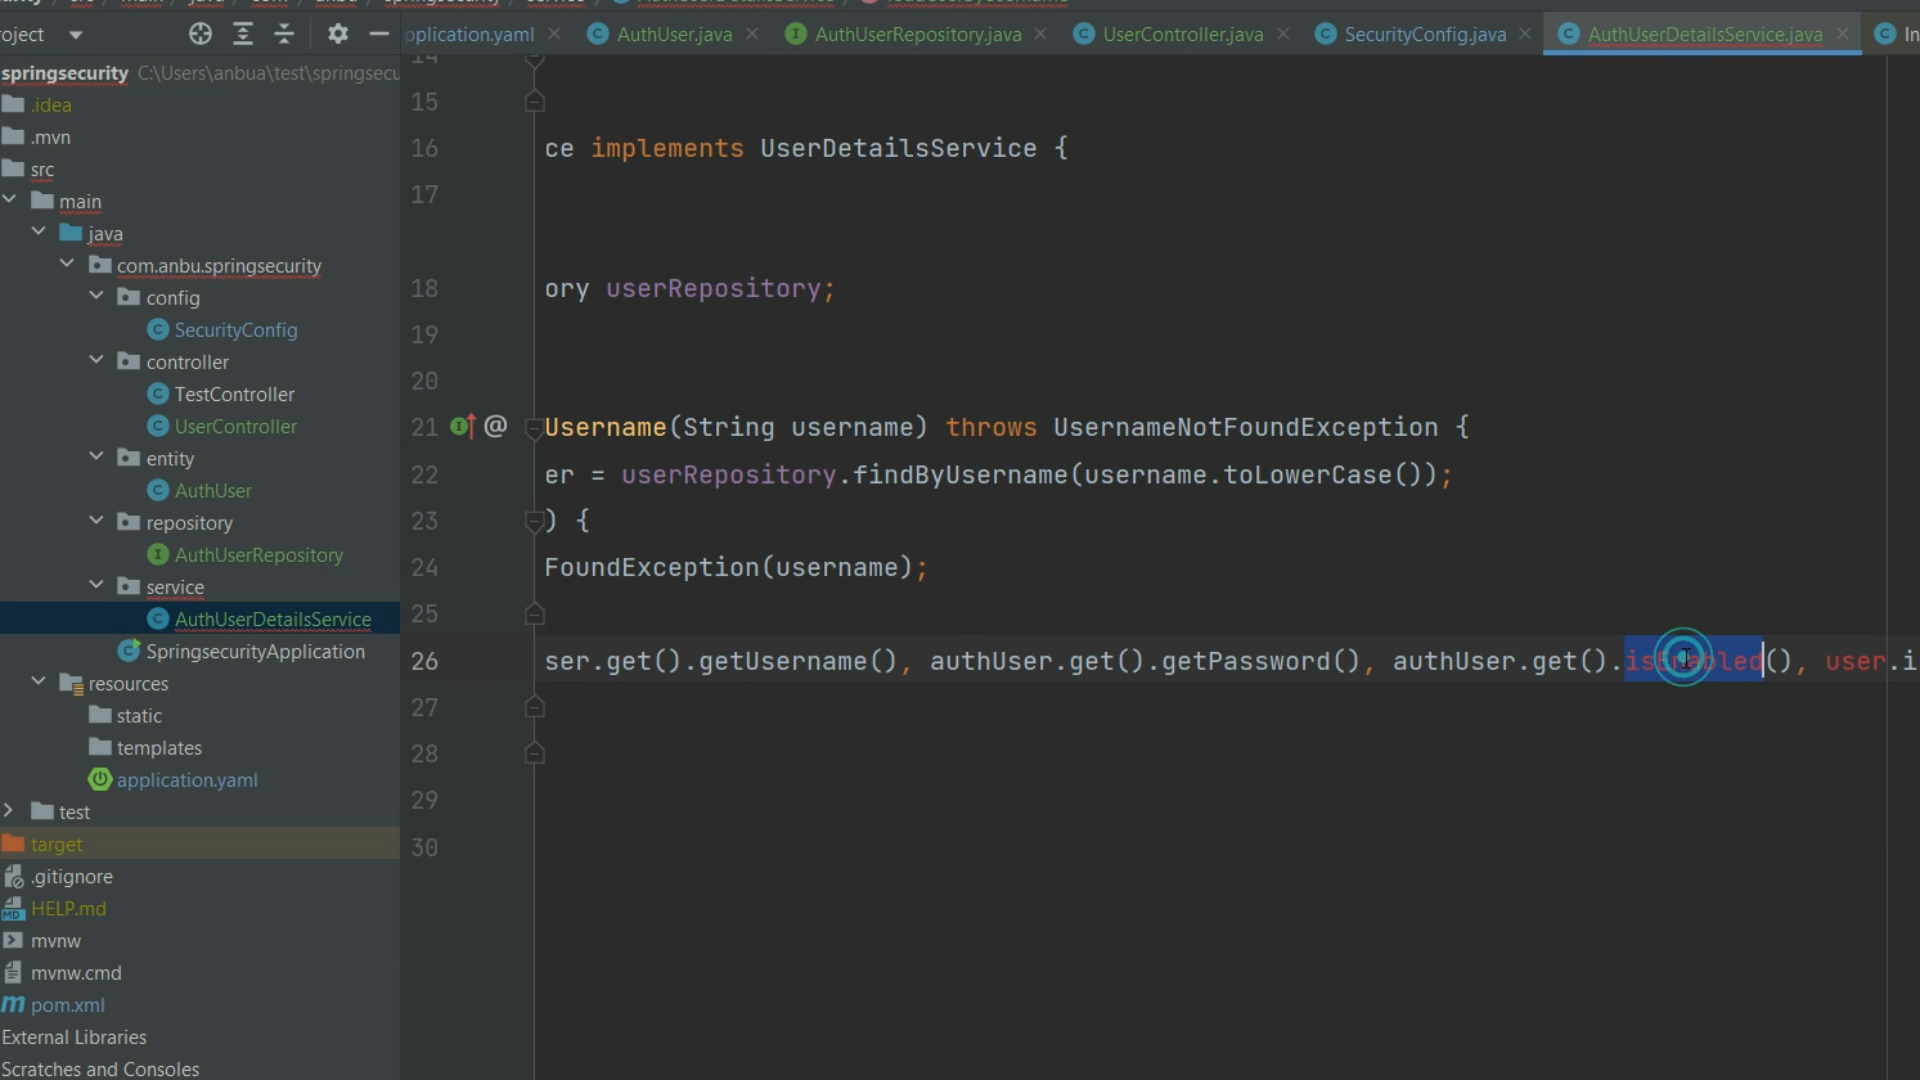 oject
pplication.yaml
AuthUser.java
AuthUserRepository.java
UserController.java
SecurityConfig.java
AuthUserDetailsService.java
In
springsecurity C:\Users\anbua\test\springsecu
.idea
.mvn
src
main
java
com.anbu.springsecurity
config
SecurityConfig
controller
TestController
UserController
entity
AuthUser
repository
AuthUserRepository
service
AuthUserDetailsService
SpringsecurityApplication
resources
static
templates
application.yaml
test
target
.gitignore
HELP.md
mvnw
mvnw.cmd
pom.xml
External Libraries
Scratches and Consoles
14
15
16 ce implements UserDetailsService {
17
18 ory userRepository;
19
20
21 @ Username(String username) throws UsernameNotFoundException {
22 er = userRepository.findByUsername(username.toLowerCase());
23 ) {
24 FoundException(username);
25
26 ser.get().getUsername(), authUser.get().getPassword(), authUser.get().isEnabled(), user.i
27
28
29
30